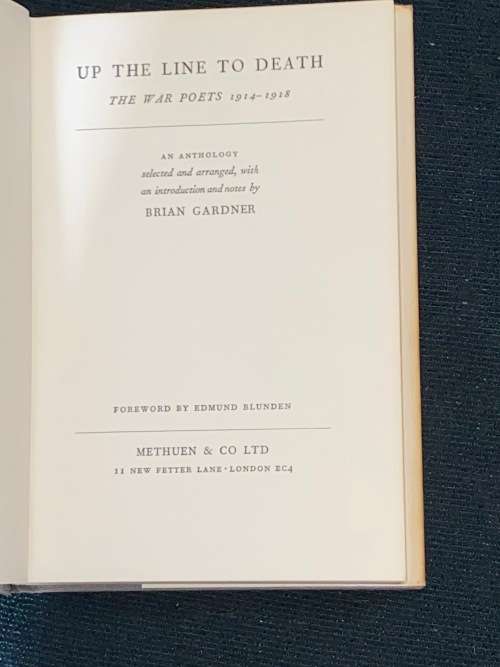 UP THE LINE TO DEATH
THE WAR POETS 1914–1918
AN ANTHOLOGY
selected and arranged, with
an introduction and notes by
BRIAN GARDNER
FOREWORD BY EDMUND BLUNDEN
METHUEN & CO LTD
11 NEW FETTER LANE · LONDON EC4